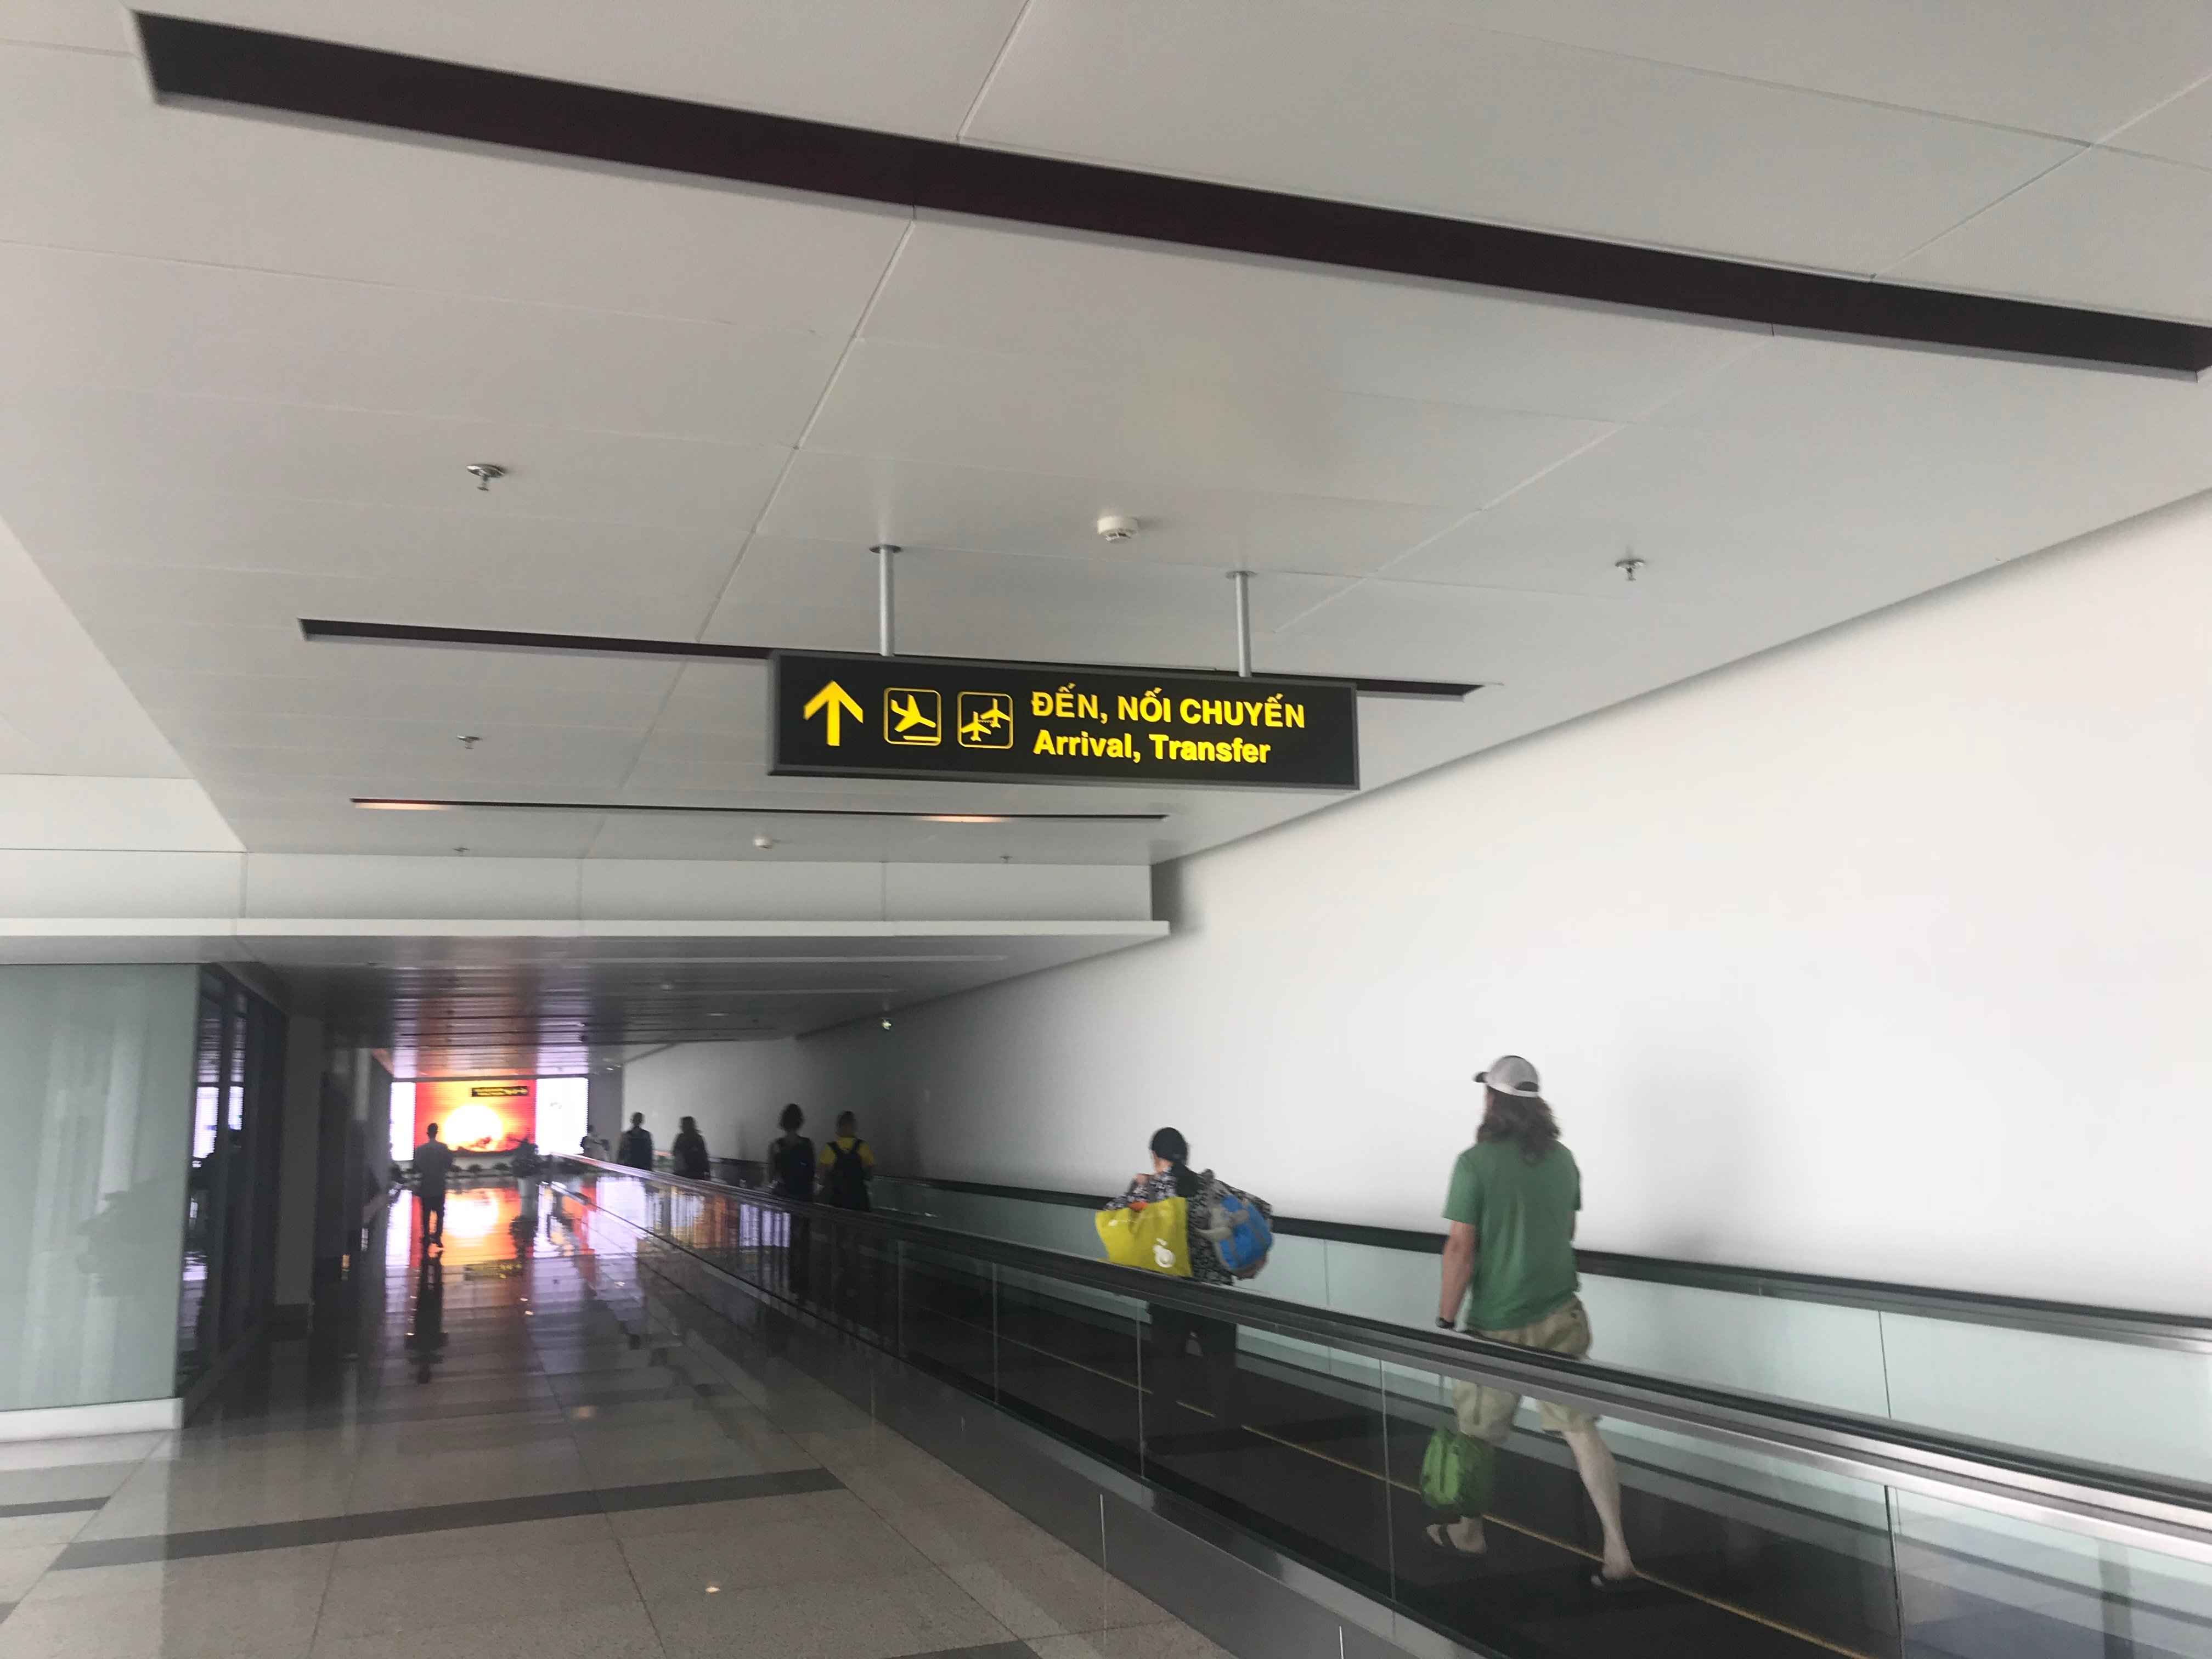 ĐẾN, NỐI CHUYẾN
Arrival, Transfer